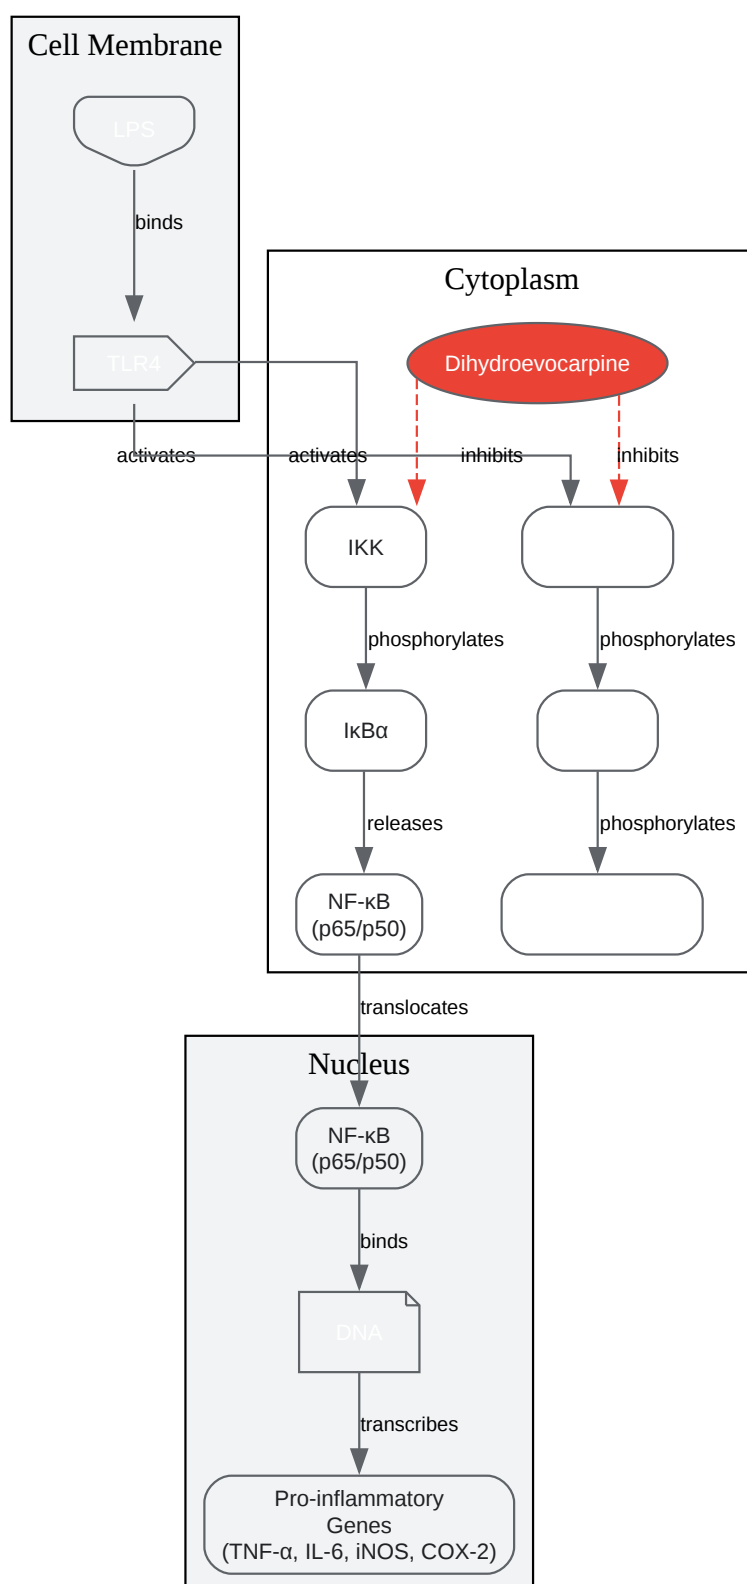 Cell Membrane
LPS
binds
Cytoplasm
TLR4
Dihydroevocarpine
activates
activates
inhibits
inhibits
IKK
phosphorylates
phosphorylates
IκBα
releases
phosphorylates
NF-κB
(p65/p50)
translocates
Nucleus
NF-κB
(p65/p50)
binds
DNA
transcribes
Pro-inflammatory
Genes
(TNF-α, IL-6, iNOS, COX-2)